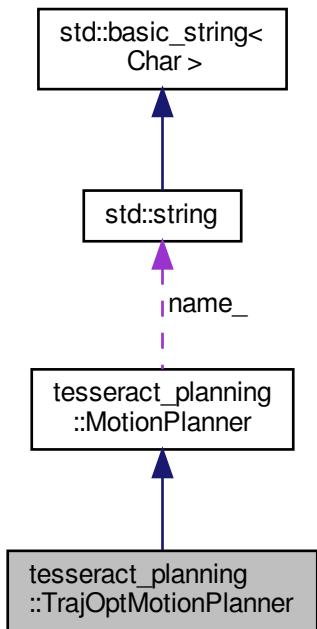 std::basic_string<
Char >
std::string
name_
tesseract_planning
::MotionPlanner
tesseract_planning
::TrajOptMotionPlanner